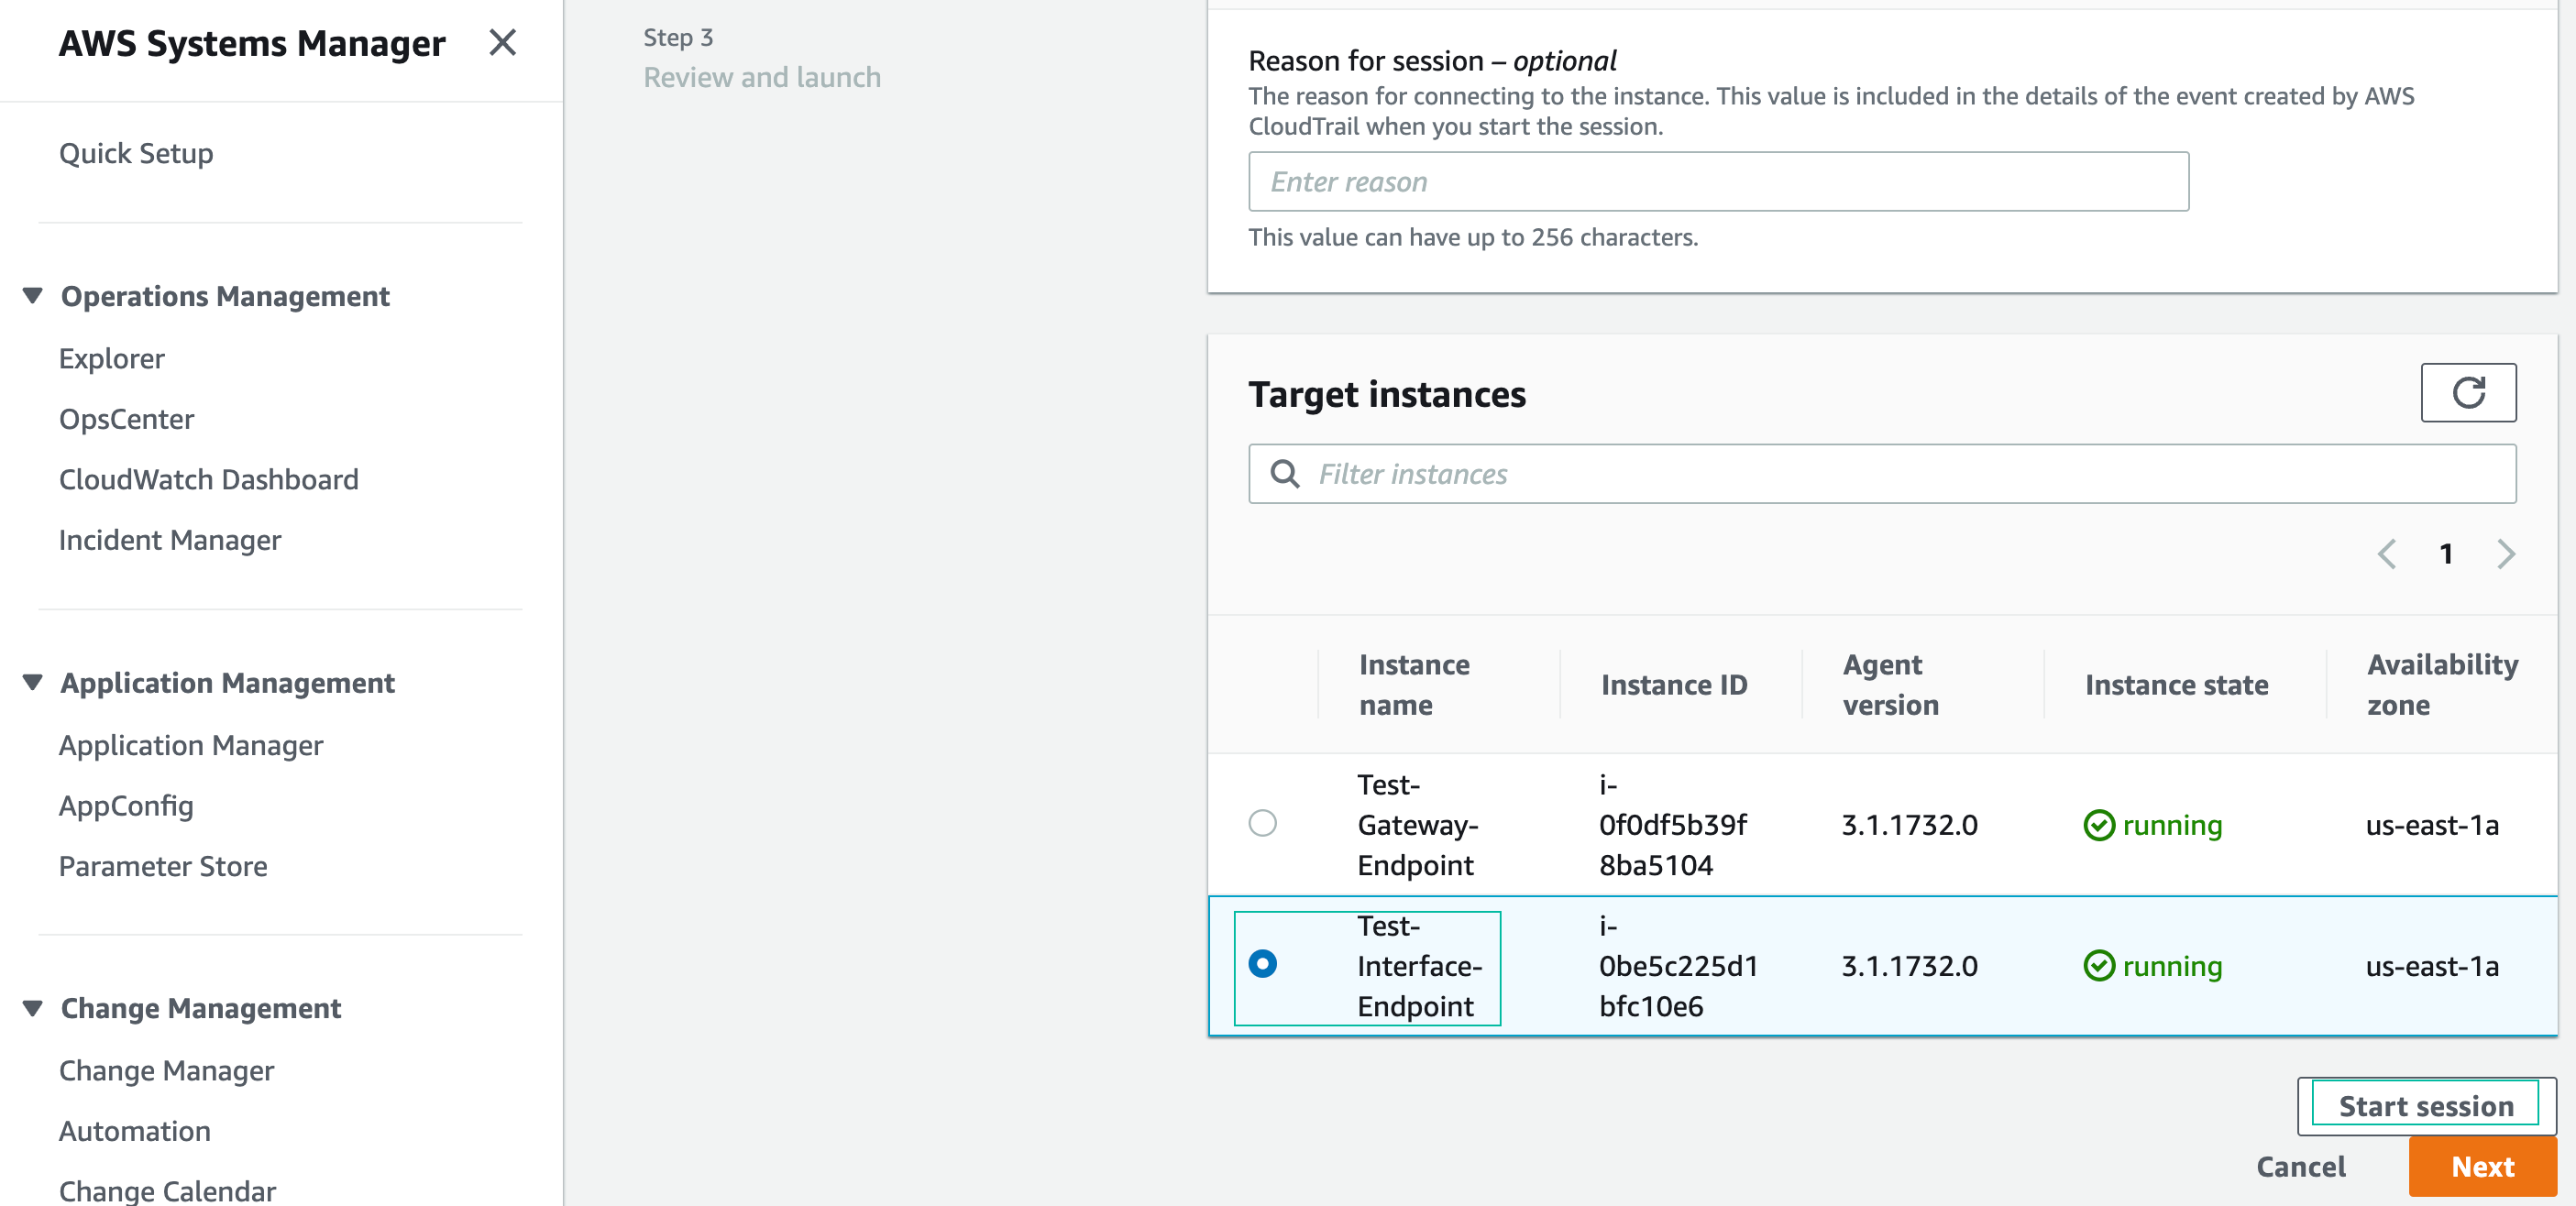 AWS Systems Manager
Quick Setup
Operations Management
Explorer
OpsCenter
CloudWatch Dashboard
Incident Manager
Application Management
Application Manager
AppConfig
Parameter Store
Change Management
Change Manager
Automation
Change Calendar
Step 3
Review and launch
Reason for session – optional
The reason for connecting to the instance. This value is included in the details of the event created by AWS
CloudTrail when you start the session.
Enter reason
This value can have up to 256 characters.
Target instances
Filter instances
1
Instance name
Instance ID
Agent version
Instance state
Availability zone
Test-
Gateway-
Endpoint
i-
0f0df5b39f
8ba5104
3.1.1732.0
running
us-east-1a
Test-
Interface-
Endpoint
i-
0be5c225d1
bfc10e6
3.1.1732.0
running
us-east-1a
Start session
Cancel
Next